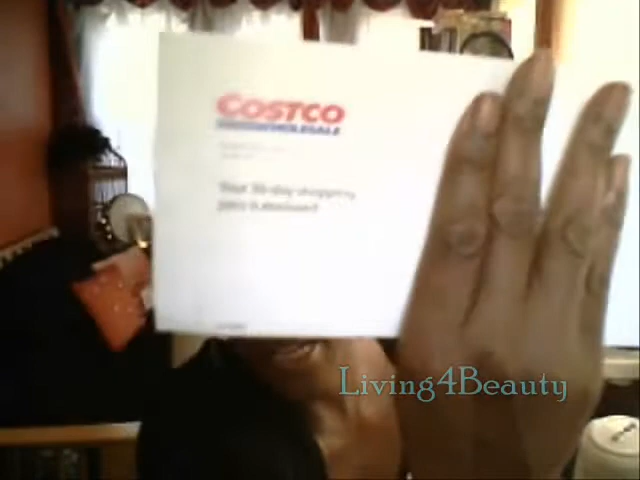 COSTCO
WHOLESALE
Your 30-day shopping
pass is enclosed!
Living4Beauty